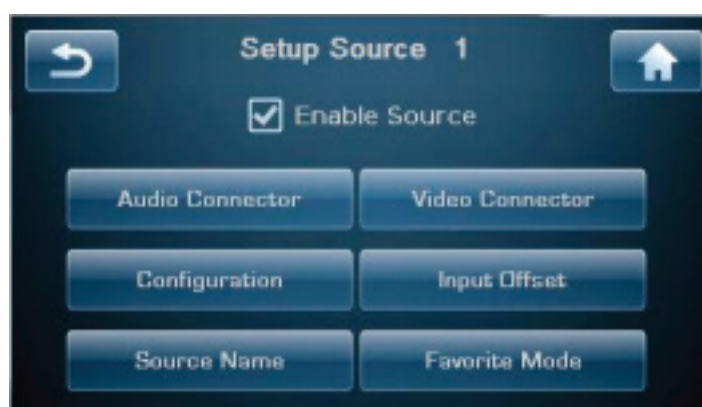 Setup Source 1
Enable Source
Audio Connector Video Connector
Configuration Input Offset
Source Name Favorite Mode